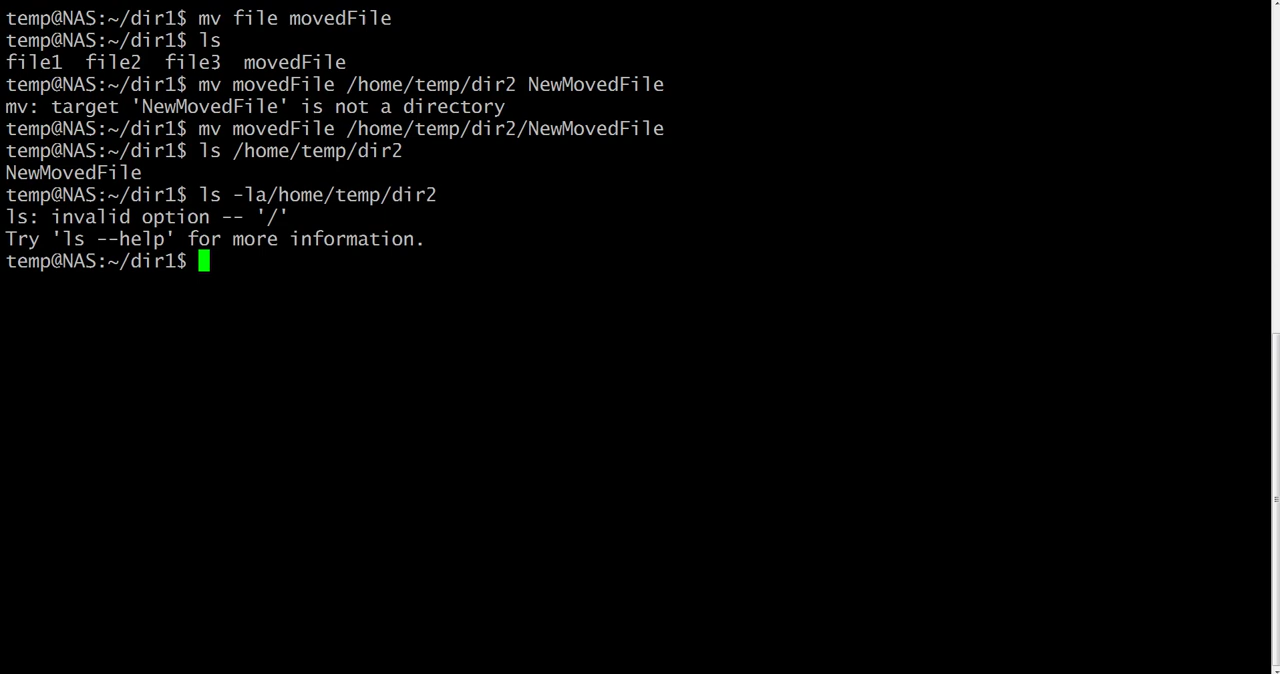 temp@NAS:~/dir1$ mv file movedFile
temp@NAS:~/dir1$ ls
file1  file2  file3  movedFile
temp@NAS:~/dir1$ mv movedFile /home/temp/dir2 NewMovedFile
mv: target 'NewMovedFile' is not a directory
temp@NAS:~/dir1$ mv movedFile /home/temp/dir2/NewMovedFile
temp@NAS:~/dir1$ ls /home/temp/dir2
NewMovedFile
temp@NAS:~/dir1$ ls -la/home/temp/dir2
ls: invalid option -- '/'
Try 'ls --help' for more information.
temp@NAS:~/dir1$